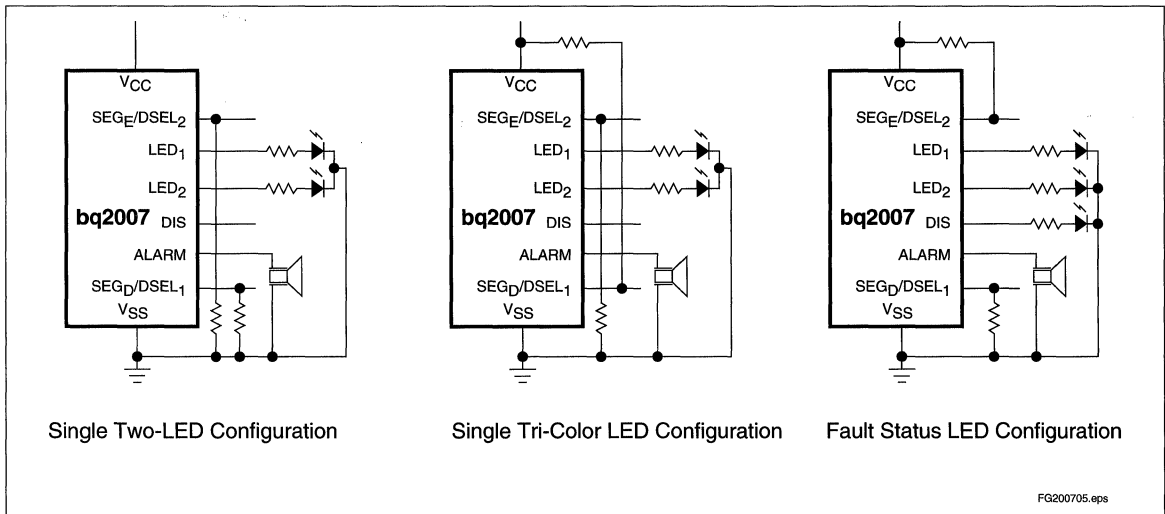 VCC
SEGE/DSEL2
LED1
LED2
bq2007 DIS
ALARM
SEGD/DSEL1
VSS
Single Two-LED Configuration
VCC
SEGE/DSEL2
LED1
LED2
bq2007 DIS
ALARM
SEGD/DSEL1
VSS
Single Tri-Color LED Configuration
VCC
SEGE/DSEL2
LED1
LED2
bq2007 DIS
ALARM
SEGD/DSEL1
VSS
Fault Status LED Configuration
FG200705.eps